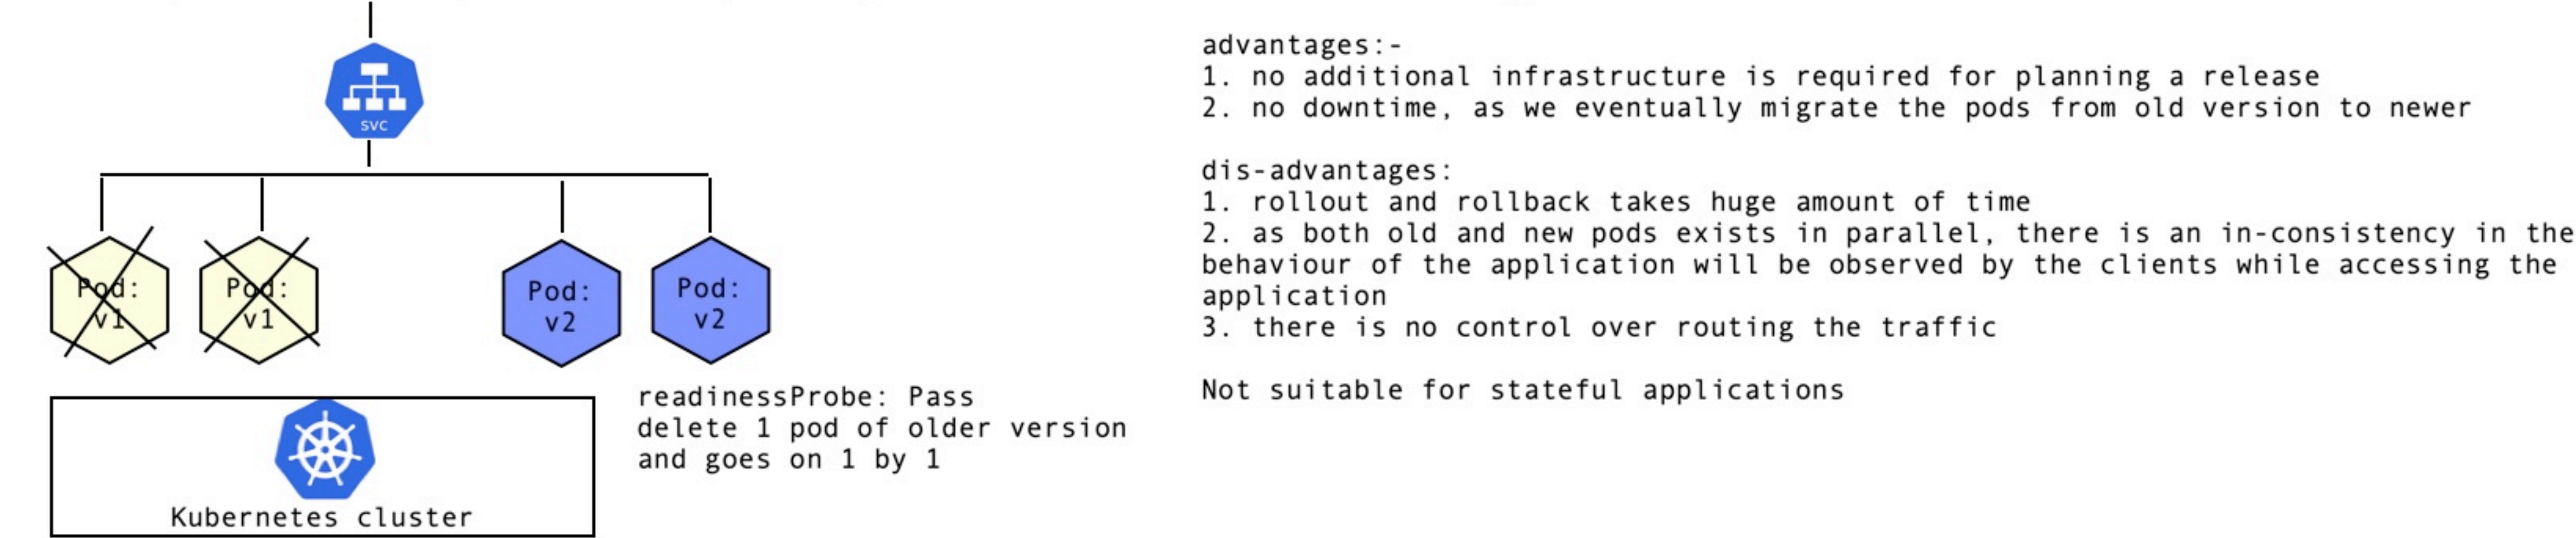 svc
Pod:
v1
Pod:
v1
Pod:
v2
Pod:
v2
readinessProbe: Pass
delete 1 pod of older version
and goes on 1 by 1
Kubernetes cluster
advantages:-
1. no additional infrastructure is required for planning a release
2. no downtime, as we eventually migrate the pods from old version to newer
dis-advantages:
1. rollout and rollback takes huge amount of time
2. as both old and new pods exists in parallel, there is an in-consistency in the
behaviour of the application will be observed by the clients while accessing the
application
3. there is no control over routing the traffic
Not suitable for stateful applications